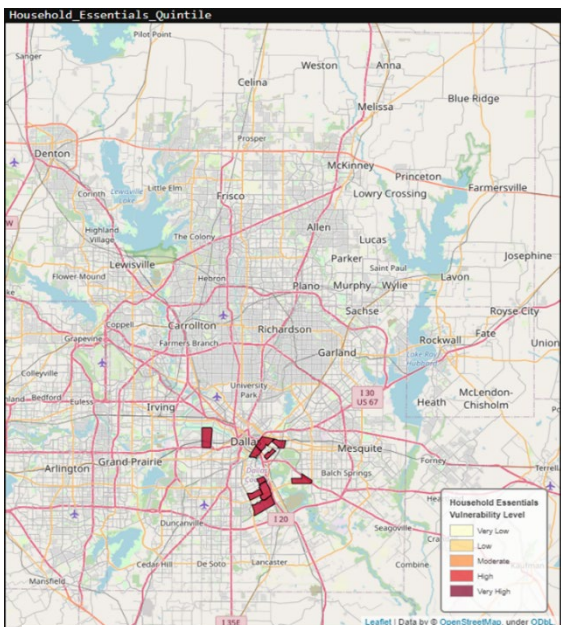 Household_Essentials_Quintile
Pilot Point
Sanger
Weston
Anna
Celina
Melissa
Blue Ridge
Prosper
Denton
McKinney
Princeton
Corinth
Lewisville
Lake
Little Elm
Frisco
Lowry Crossing
Farmersville
W
Highland
Village
The Colony
Allen
Lucas
Parker
Saint Paul
Josephine
Lewisville
Flower Mound
Hebron
Plano
Murphy
Wylie
Lavon
Sachse
Royse City
Coppell
Carrollton
Richardson
Grapevine
Farmers Branch
Garland
Rockwall
Fate
Union
Lake Ray
Hubbard
Colleyville
University
Park
I 30
US 67
Heath
McLendon-
Chisholm
Bedford
Euless
Irving
Dallas
Mesquite
Forney
Terrell
Arlington
Grand Prairie
Balch Springs
Duncanville
I 20
Seagoville
Combine
Cedar Hill
De Soto
Lancaster
Mansfield
I 35E
Household Essentials
Vulnerability Level
Very Low
Low
Moderate
High
Very High
Leaflet | Data by © OpenStreetMap, under ODbL.